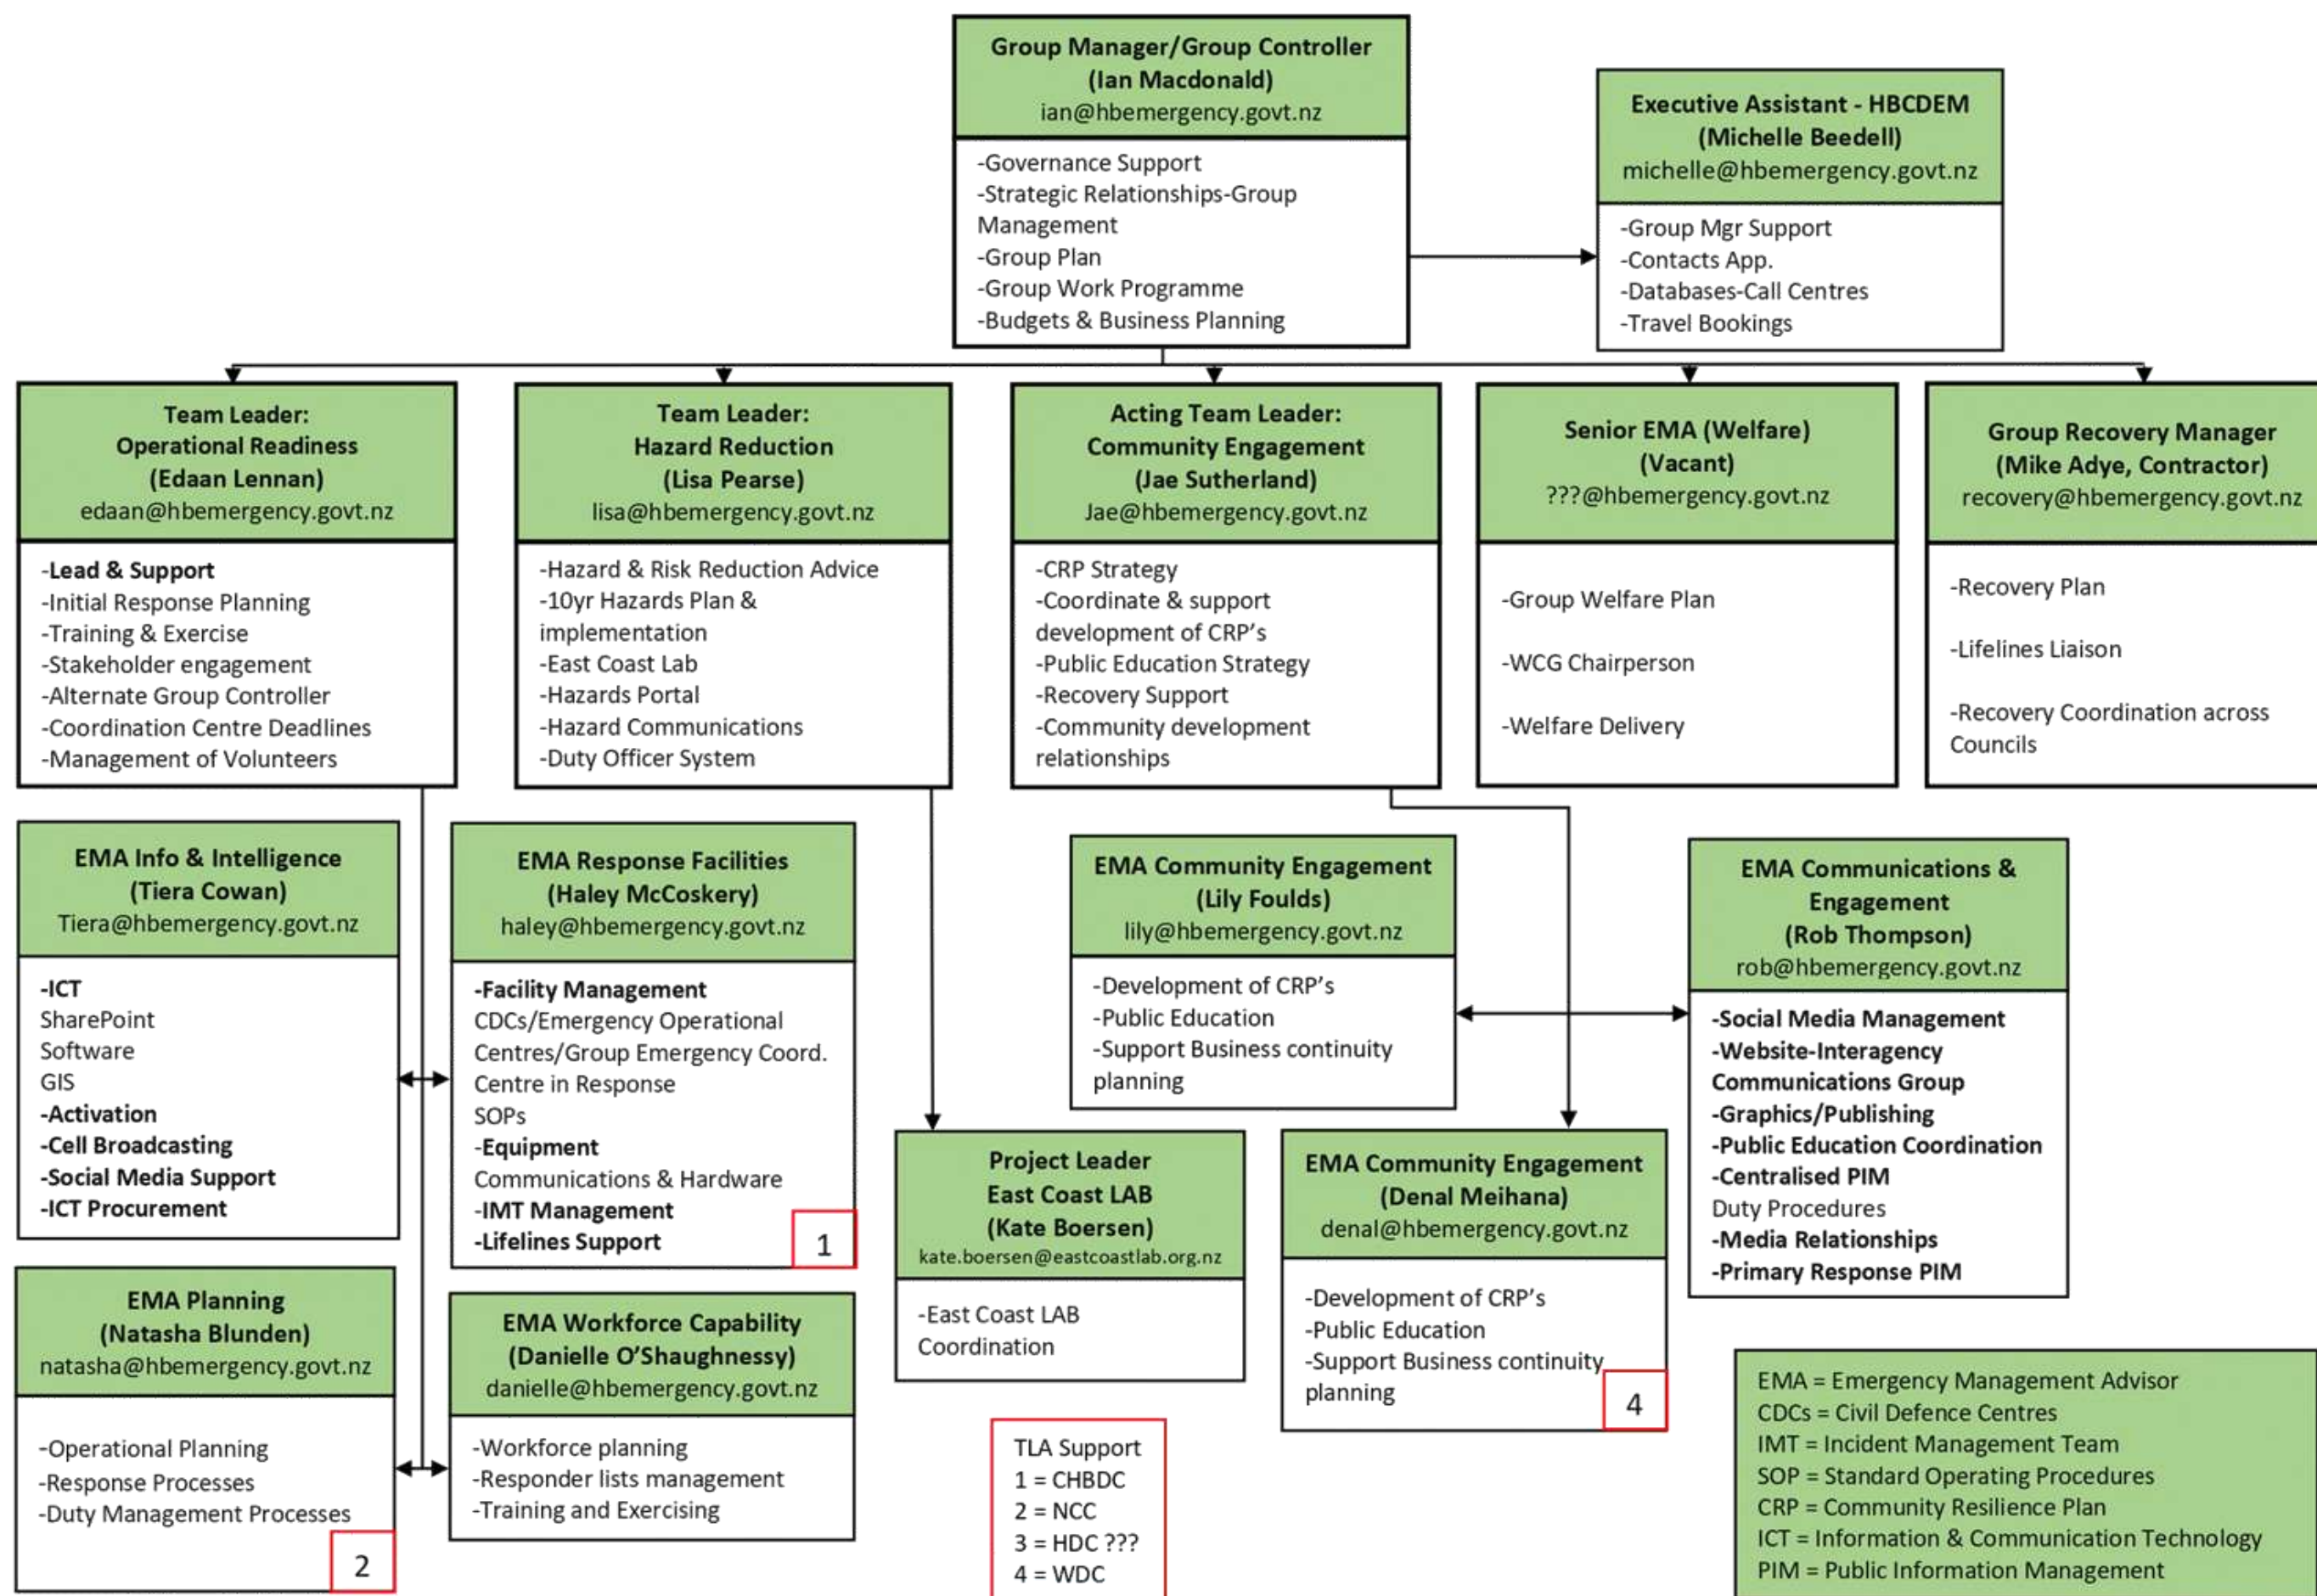 Group Manager/Group Controller
(Ian Macdonald)
ian@hbemergency.govt.nz
-Governance Support
-Strategic Relationships-Group
Management
-Group Plan
-Group Work Programme
-Budgets & Business Planning
Executive Assistant - HBCDEM
(Michelle Beedell)
michelle@hbemergency.govt.nz
-Group Mgr Support
-Contacts App.
-Databases-Call Centres
-Travel Bookings
Team Leader:
Operational Readiness
(Edaan Lennan)
edaan@hbemergency.govt.nz
-Lead & Support
-Initial Response Planning
-Training & Exercise
-Stakeholder engagement
-Alternate Group Controller
-Coordination Centre Deadlines
-Management of Volunteers
Team Leader:
Hazard Reduction
(Lisa Pearse)
lisa@hbemergency.govt.nz
-Hazard & Risk Reduction Advice
-10yr Hazards Plan &
implementation
-East Coast Lab
-Hazards Portal
-Hazard Communications
-Duty Officer System
Acting Team Leader:
Community Engagement
(Jae Sutherland)
Jae@hbemergency.govt.nz
-CRP Strategy
-Coordinate & support
development of CRP's
-Public Education Strategy
-Recovery Support
-Community development
relationships
Senior EMA (Welfare)
(Vacant)
???@hbemergency.govt.nz
-Group Welfare Plan
-WCG Chairperson
-Welfare Delivery
Group Recovery Manager
(Mike Adye, Contractor)
recovery@hbemergency.govt.nz
-Recovery Plan
-Lifelines Liaison
-Recovery Coordination across
Councils
EMA Info & Intelligence
(Tiera Cowan)
Tiera@hbemergency.govt.nz
-ICT
SharePoint
Software
GIS
-Activation
-Cell Broadcasting
-Social Media Support
-ICT Procurement
EMA Response Facilities
(Haley McCoskery)
haley@hbemergency.govt.nz
-Facility Management
CDCs/Emergency Operational
Centres/Group Emergency Coord.
Centre in Response
SOPs
-Equipment
Communications & Hardware
-IMT Management
-Lifelines Support
1
EMA Community Engagement
(Lily Foulds)
lily@hbemergency.govt.nz
-Development of CRP's
-Public Education
-Support Business continuity
planning
EMA Communications &
Engagement
(Rob Thompson)
rob@hbemergency.govt.nz
-Social Media Management
-Website-Interagency
Communications Group
-Graphics/Publishing
-Public Education Coordination
-Centralised PIM
Duty Procedures
-Media Relationships
-Primary Response PIM
EMA Planning
(Natasha Blunden)
natasha@hbemergency.govt.nz
-Operational Planning
-Response Processes
-Duty Management Processes
2
EMA Workforce Capability
(Danielle O'Shaughnessy)
danielle@hbemergency.govt.nz
-Workforce planning
-Responder lists management
-Training and Exercising
Project Leader
East Coast LAB
(Kate Boersen)
kate.boersen@eastcoastlab.org.nz
-East Coast LAB
Coordination
EMA Community Engagement
(Denal Meihana)
denal@hbemergency.govt.nz
-Development of CRP's
-Public Education
-Support Business continuity
planning
4
TLA Support
1 = CHBDC
2 = NCC
3 = HDC ???
4 = WDC
EMA = Emergency Management Advisor
CDCs = Civil Defence Centres
IMT = Incident Management Team
SOP = Standard Operating Procedures
CRP = Community Resilience Plan
ICT = Information & Communication Technology
PIM = Public Information Management